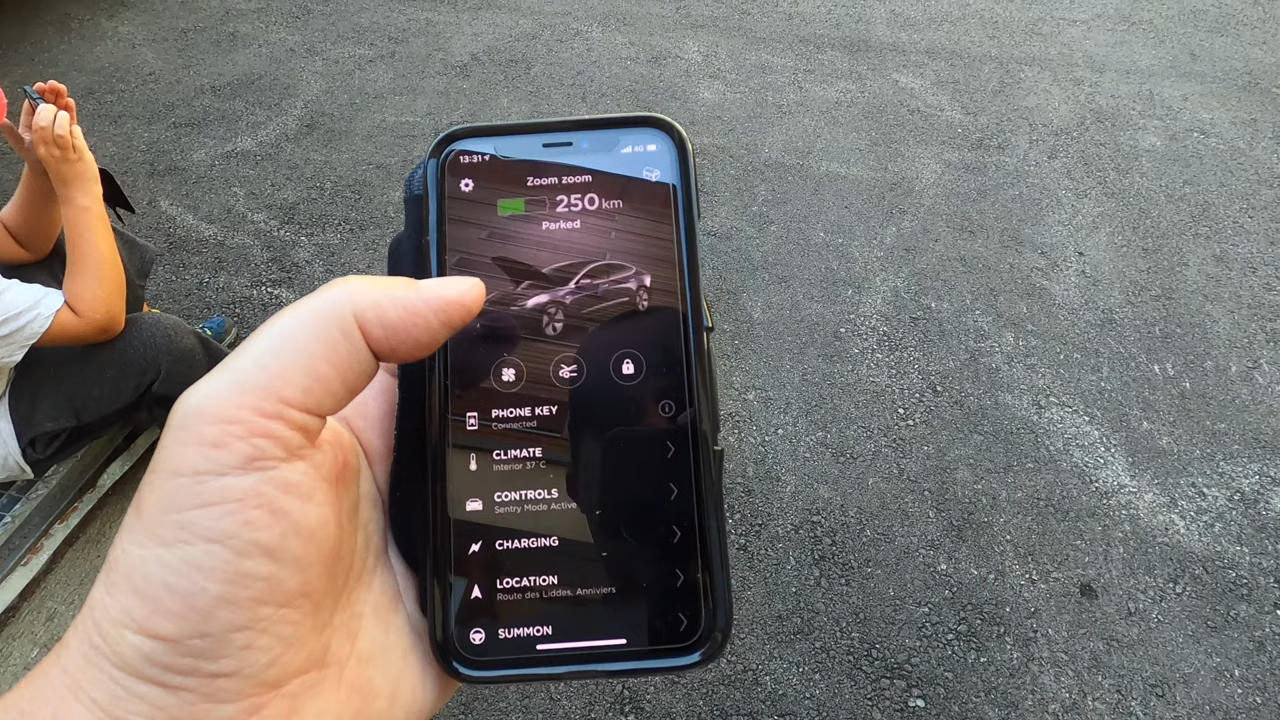 13:31
4G
Zoom zoom
250 km
Parked
PHONE KEY
Connected
CLIMATE
Interior 37°C
CONTROLS
Sentry Mode Active
CHARGING
LOCATION
Route des Liddes, Anniviers
SUMMON